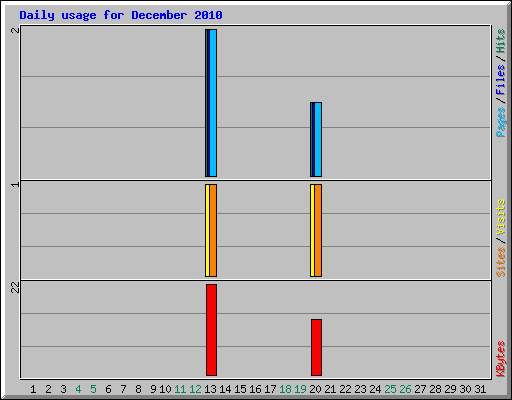 Daily usage for December 2010
2
Pages/Files/Hits
1
Sites/Visits
22
KBytes
1 2 3 4 5 6 7 8 9 10 11 12 13 14 15 16 17 18 19 20 21 22 23 24 25 26 27 28 29 30 31